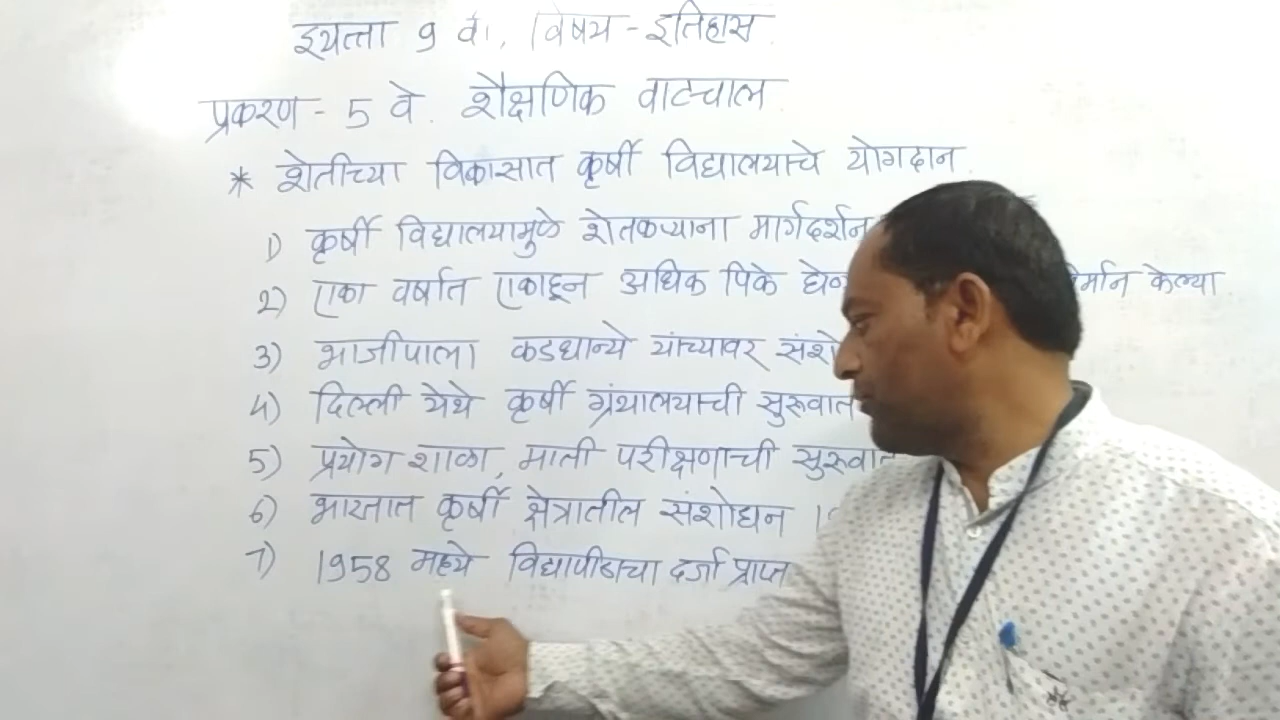 इयत्ता 9 वी, विषय - इतिहास
प्रकरण - 5 वे. शैक्षणिक वाटचाल
* शेतीच्या विकासात कृर्षी विद्यालयाचे योगदान.
1) कृर्षी विद्यालयामुळे शेतकऱ्याना मार्गदर्शन
2) एका वर्षात एकाहून अधिक पिके केल्या
3) भाजीपाला कडधान्ये यांच्यावर
4) दिल्ली येथे कृर्षी ग्रंथालयाची सुरूवात
5) प्रयोग शाळा, माती परीक्षणाची सुरूवात
6) भारतात कृर्षी क्षेत्रातील संशोधन
7) 1958 मध्ये विद्यापीठाचा दर्जा प्राप्त